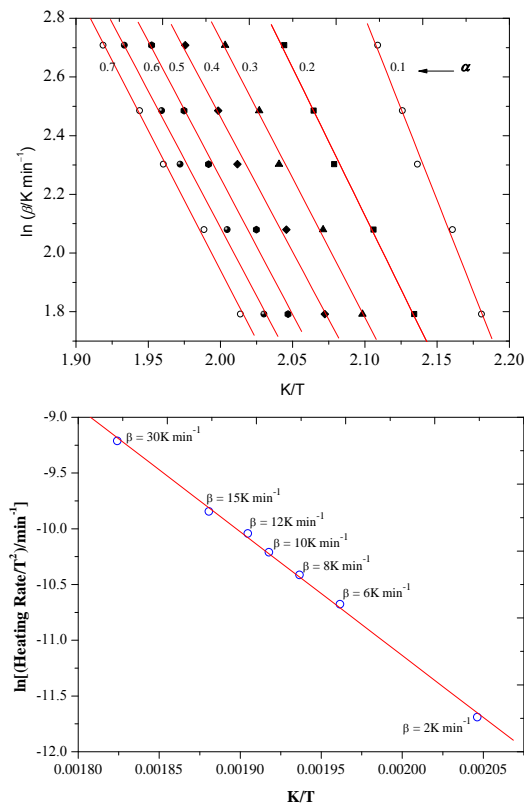 2.8
2.6
2.4
2.2
2.0
1.8
ln (β/K min⁻¹)
0.7 0.6 0.5 0.4 0.3 0.2 0.1 α
1.90 1.95 2.00 2.05 2.10 2.15 2.20
K/T
-9.0
-9.5
-10.0
-10.5
-11.0
-11.5
-12.0
ln[(Heating Rate/T²)/min⁻¹]
β = 30K min⁻¹
β = 15K min⁻¹
β = 12K min⁻¹
β = 10K min⁻¹
β = 8K min⁻¹
β = 6K min⁻¹
β = 2K min⁻¹
0.00180 0.00185 0.00190 0.00195 0.00200 0.00205
K/T